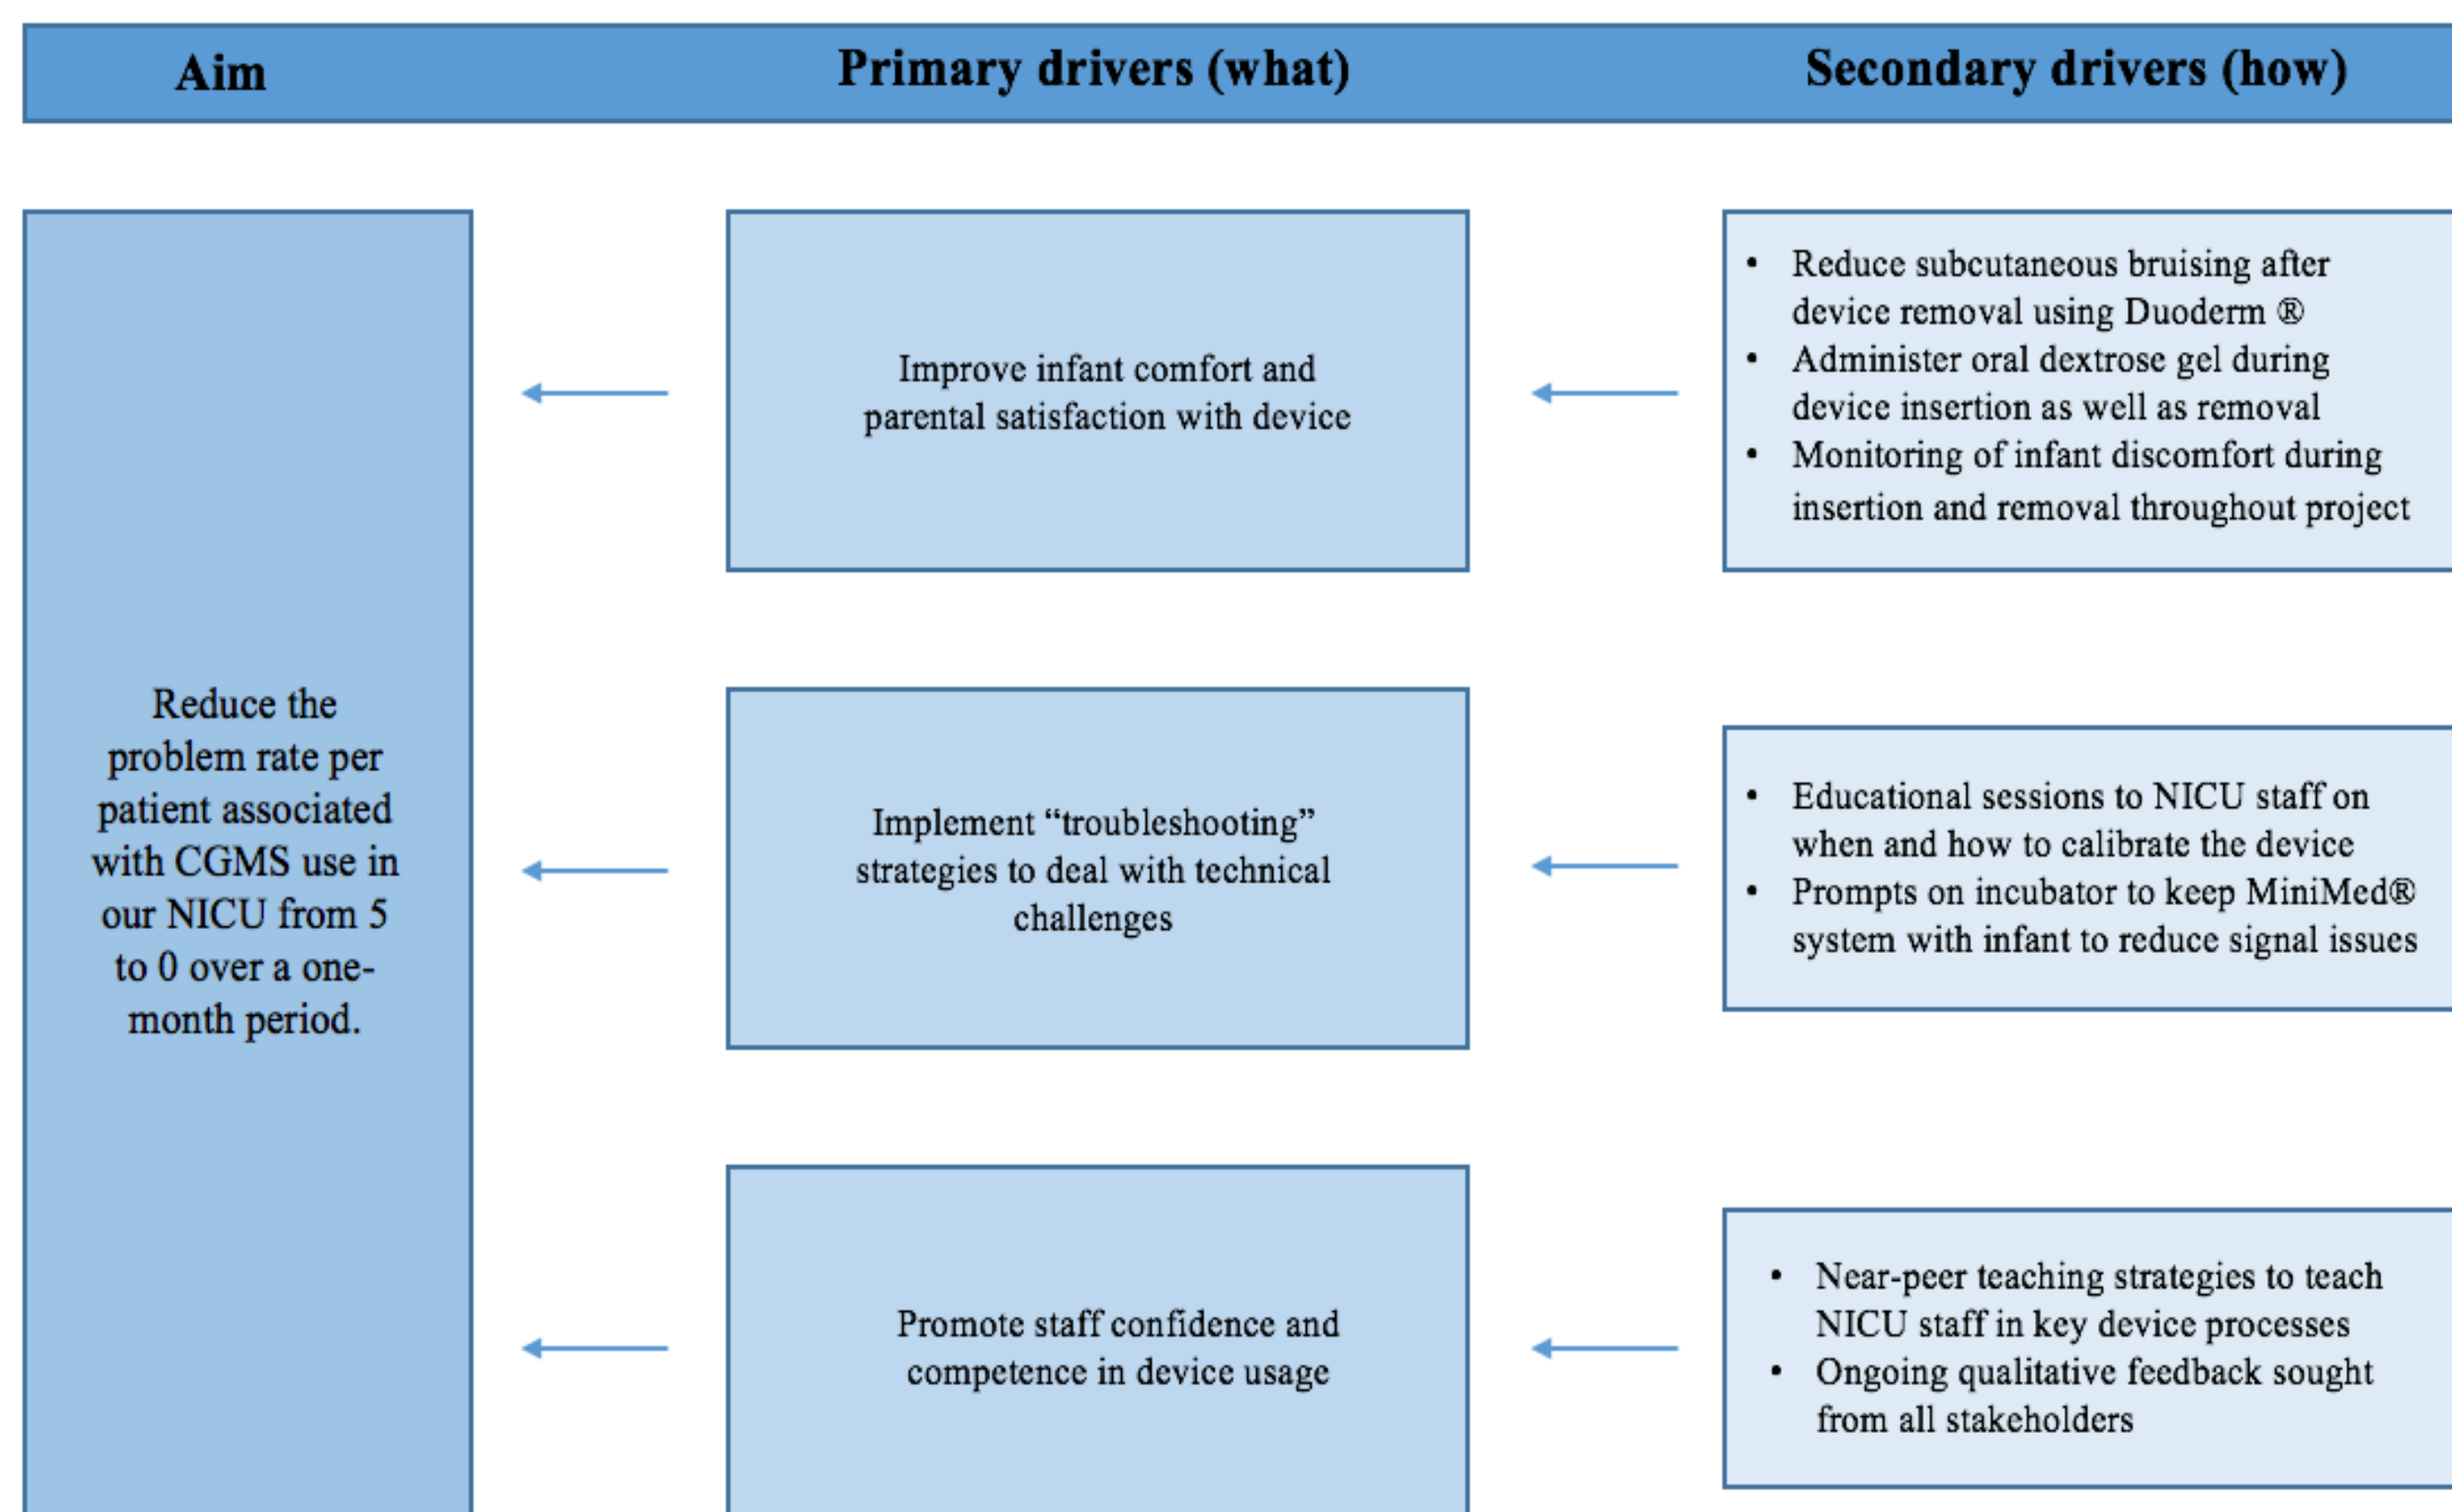 Aim
Primary drivers (what)
Secondary drivers (how)
Reduce the
problem rate per
patient associated
with CGMS use in
our NICU from 5
to 0 over a one-
month period.
Improve infant comfort and
parental satisfaction with device
• Reduce subcutaneous bruising after
device removal using Duoderm ®
• Administer oral dextrose gel during
device insertion as well as removal
• Monitoring of infant discomfort during
insertion and removal throughout project
Implement “troubleshooting”
strategies to deal with technical
challenges
• Educational sessions to NICU staff on
when and how to calibrate the device
• Prompts on incubator to keep MiniMed®
system with infant to reduce signal issues
Promote staff confidence and
competence in device usage
• Near-peer teaching strategies to teach
NICU staff in key device processes
• Ongoing qualitative feedback sought
from all stakeholders